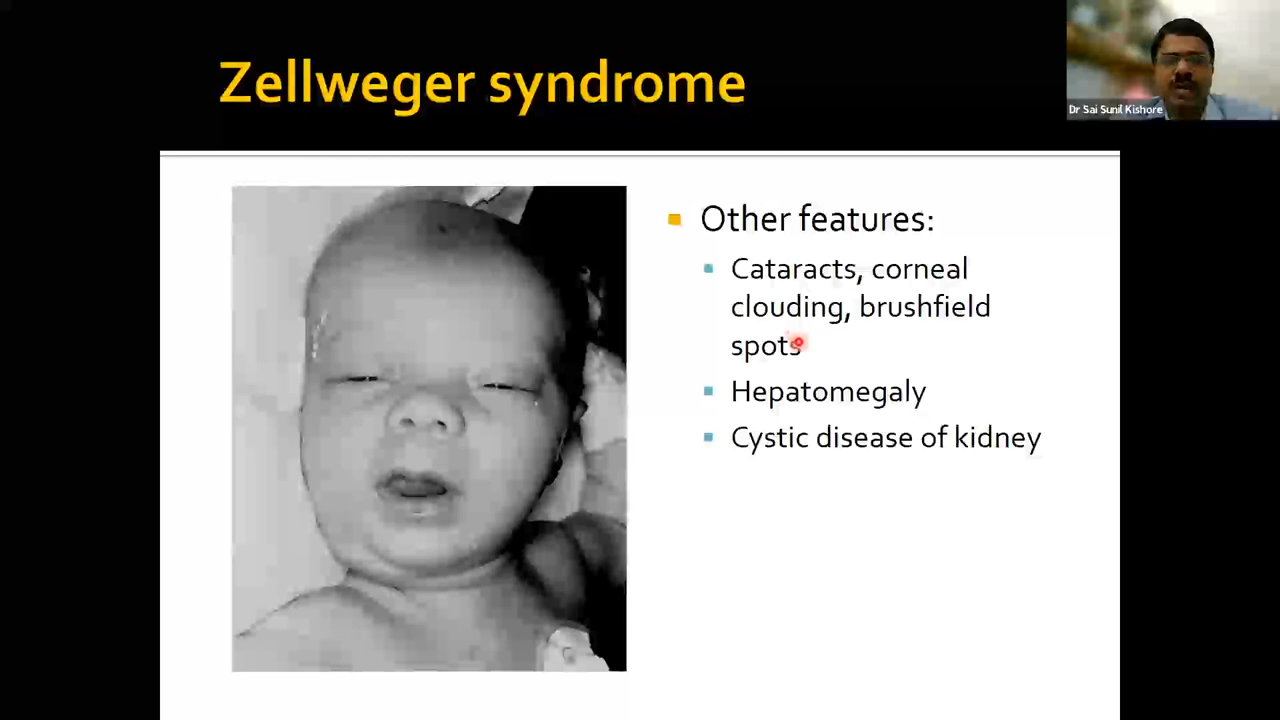 Zellweger syndrome
Dr Sai Sunil Kishore
Other features:
Cataracts, corneal
clouding, brushfield
spots
Hepatomegaly
Cystic disease of kidney